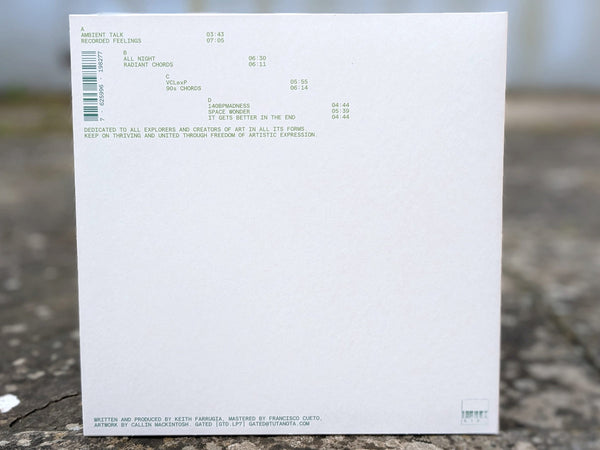 A
AMBIENT TALK 03:43
RECORDED FEELINGS 07:05
B
ALL NIGHT 06:30
RADIANT CHORDS 06:11
C
VCLoxP 05:55
90s CHORDS 06:14
D
140BPMADNESS 04:44
SPACE WONDER 05:39
IT GETS BETTER IN THE END 04:44
7 625996 198277
DEDICATED TO ALL EXPLORERS AND CREATORS OF ART IN ALL ITS FORMS.
KEEP ON THRIVING AND UNITED THROUGH FREEDOM OF ARTISTIC EXPRESSION.
WRITTEN AND PRODUCED BY KEITH FARRUGIA, MASTERED BY FRANCISCO CUETO,
ARTWORK BY CALLIN MACKINTOSH. GATED [GTD.LP7] GATED@TUTANOTA.COM